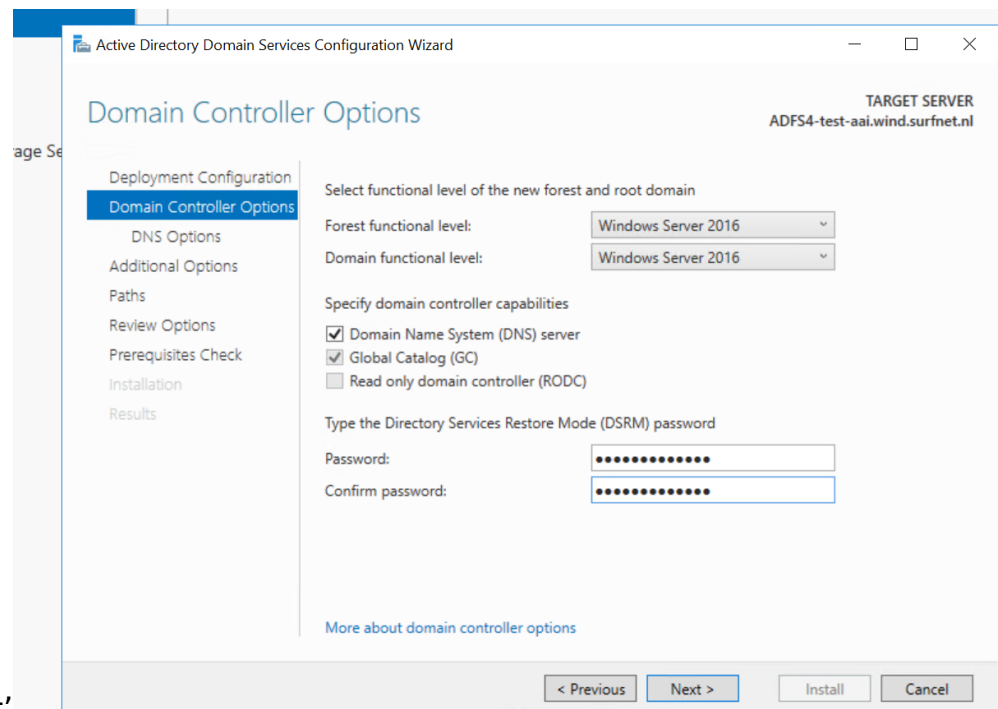 Active Directory Domain Services Configuration Wizard
Domain Controller Options
TARGET SERVER
ADFS4-test-aai.wind.surfnet.nl
rage Se
Deployment Configuration
Domain Controller Options
DNS Options
Additional Options
Paths
Review Options
Prerequisites Check
Installation
Results
Select functional level of the new forest and root domain
Forest functional level: Windows Server 2016
Domain functional level: Windows Server 2016
Specify domain controller capabilities
Domain Name System (DNS) server
Global Catalog (GC)
Read only domain controller (RODC)
Type the Directory Services Restore Mode (DSRM) password
Password: •••••••••••••
Confirm password: •••••••••••••
More about domain controller options
< Previous Next > Install Cancel